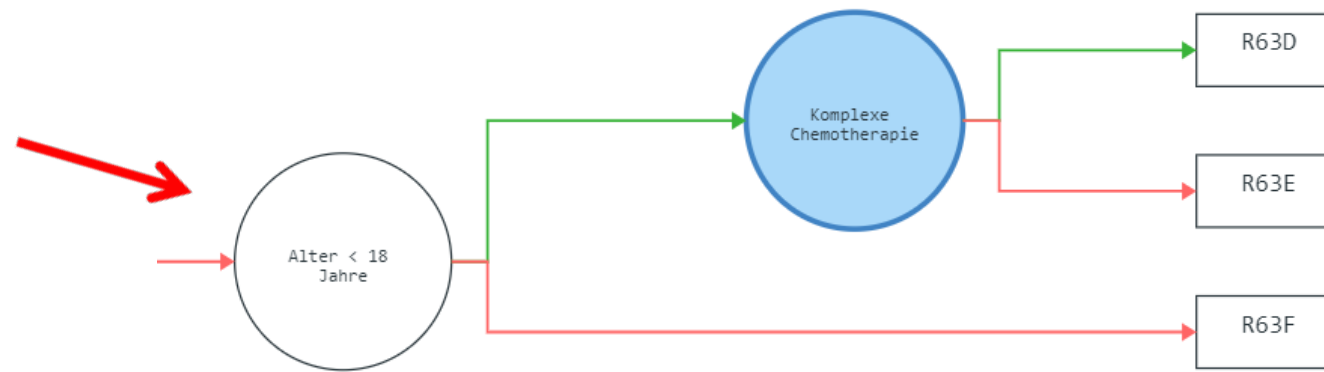 R63D
Komplexe
Chemotherapie
R63E
Alter < 18
Jahre
R63F